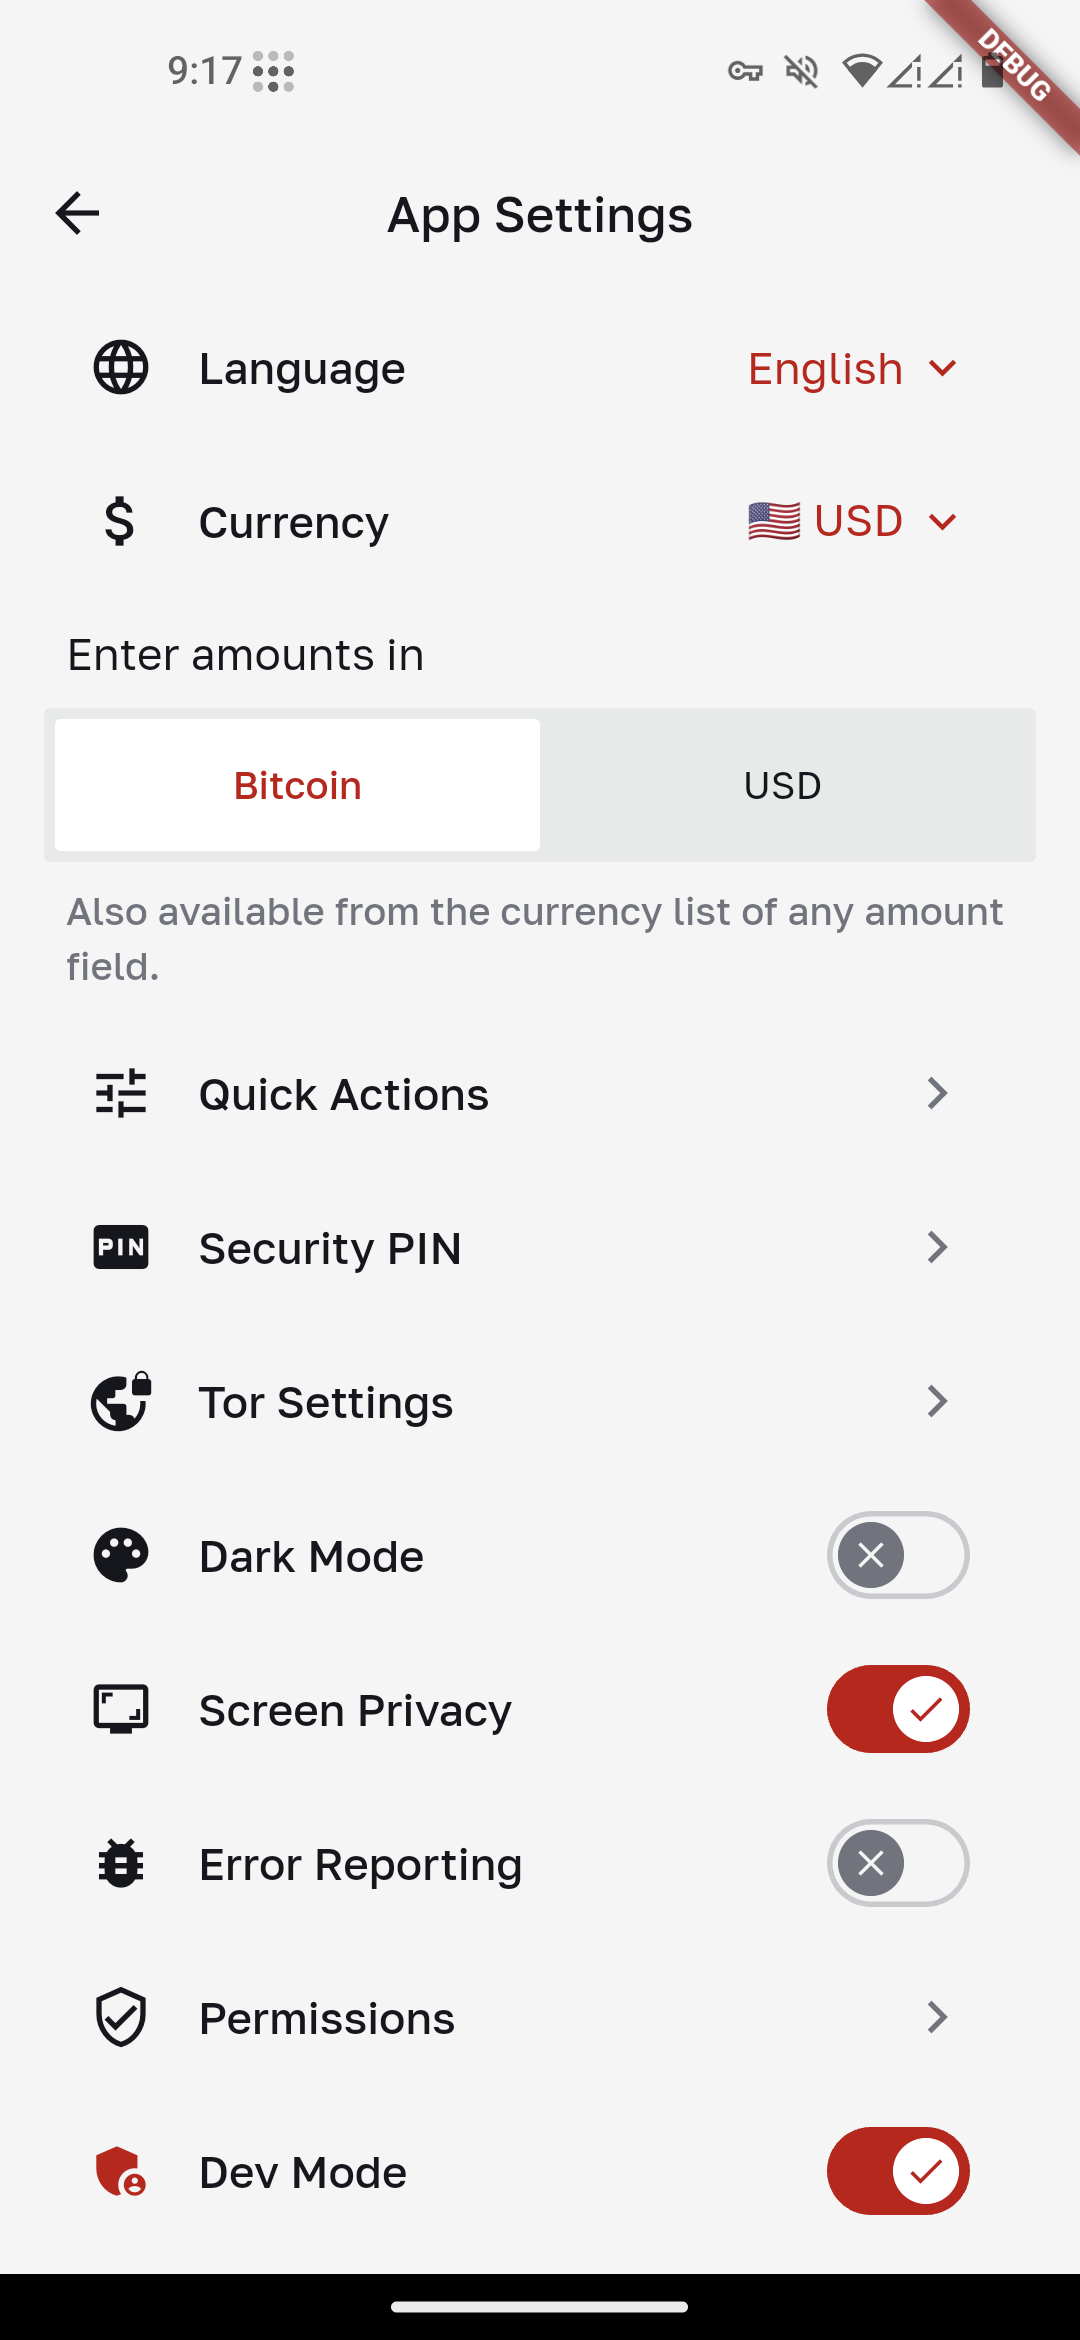 9:17
DEBUG
App Settings
Language
English
Currency
USD
Enter amounts in
Bitcoin
USD
Also available from the currency list of any amount
field.
Quick Actions
PIN
Security PIN
Tor Settings
Dark Mode
Screen Privacy
Error Reporting
Permissions
Dev Mode